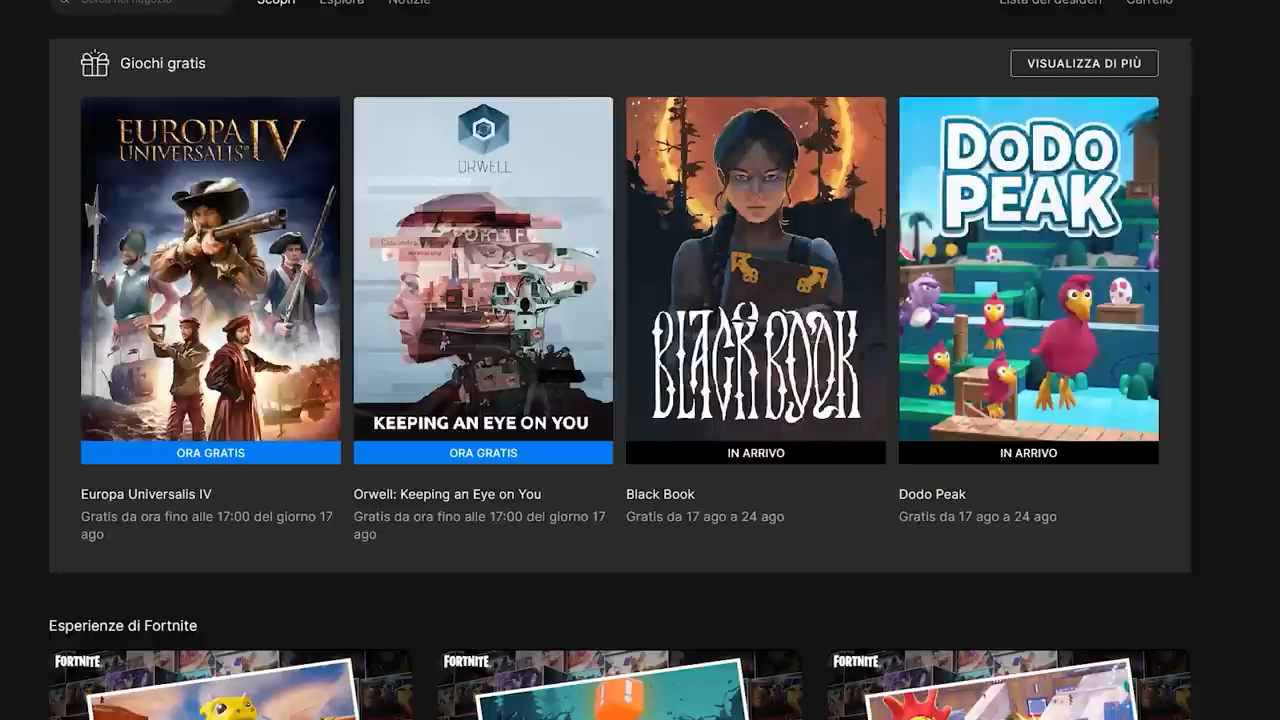 Cerca nel negozio
Scopri
Esplora
Notizie
Lista dei desideri
Carrello
Giochi gratis
VISUALIZZA DI PIÙ
EUROPA
UNIVERSALIS IV
ORWELL
KEEPING AN EYE ON YOU
BLACK BOOK
DODO
PEAK
ORA GRATIS
ORA GRATIS
IN ARRIVO
IN ARRIVO
Europa Universalis IV
Gratis da ora fino alle 17:00 del giorno 17
ago
Orwell: Keeping an Eye on You
Gratis da ora fino alle 17:00 del giorno 17
ago
Black Book
Gratis da 17 ago a 24 ago
Dodo Peak
Gratis da 17 ago a 24 ago
Esperienze di Fortnite
FORTNITE
FORTNITE
FORTNITE